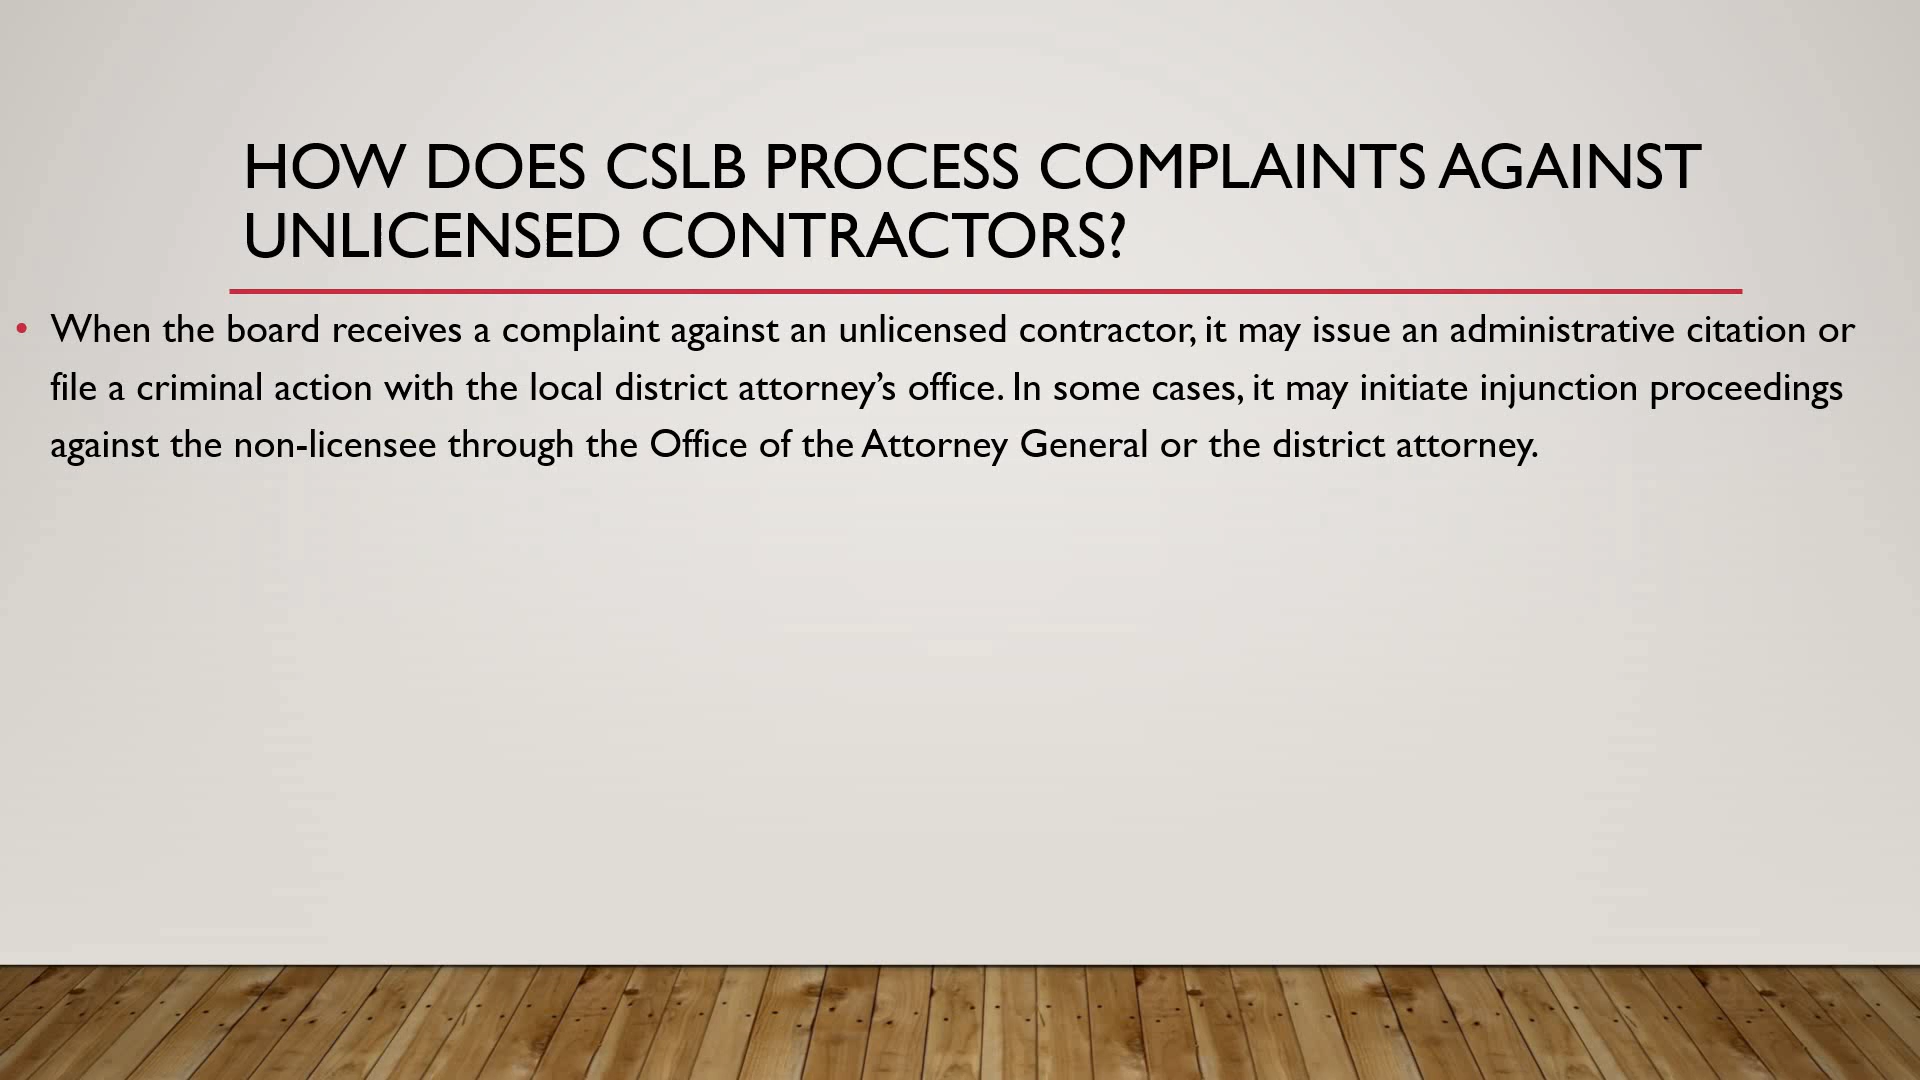 HOW DOES CSLB PROCESS COMPLAINTS AGAINST
UNLICENSED CONTRACTORS?
• When the board receives a complaint against an unlicensed contractor, it may issue an administrative citation or
file a criminal action with the local district attorney’s office. In some cases, it may initiate injunction proceedings
against the non-licensee through the Office of the Attorney General or the district attorney.